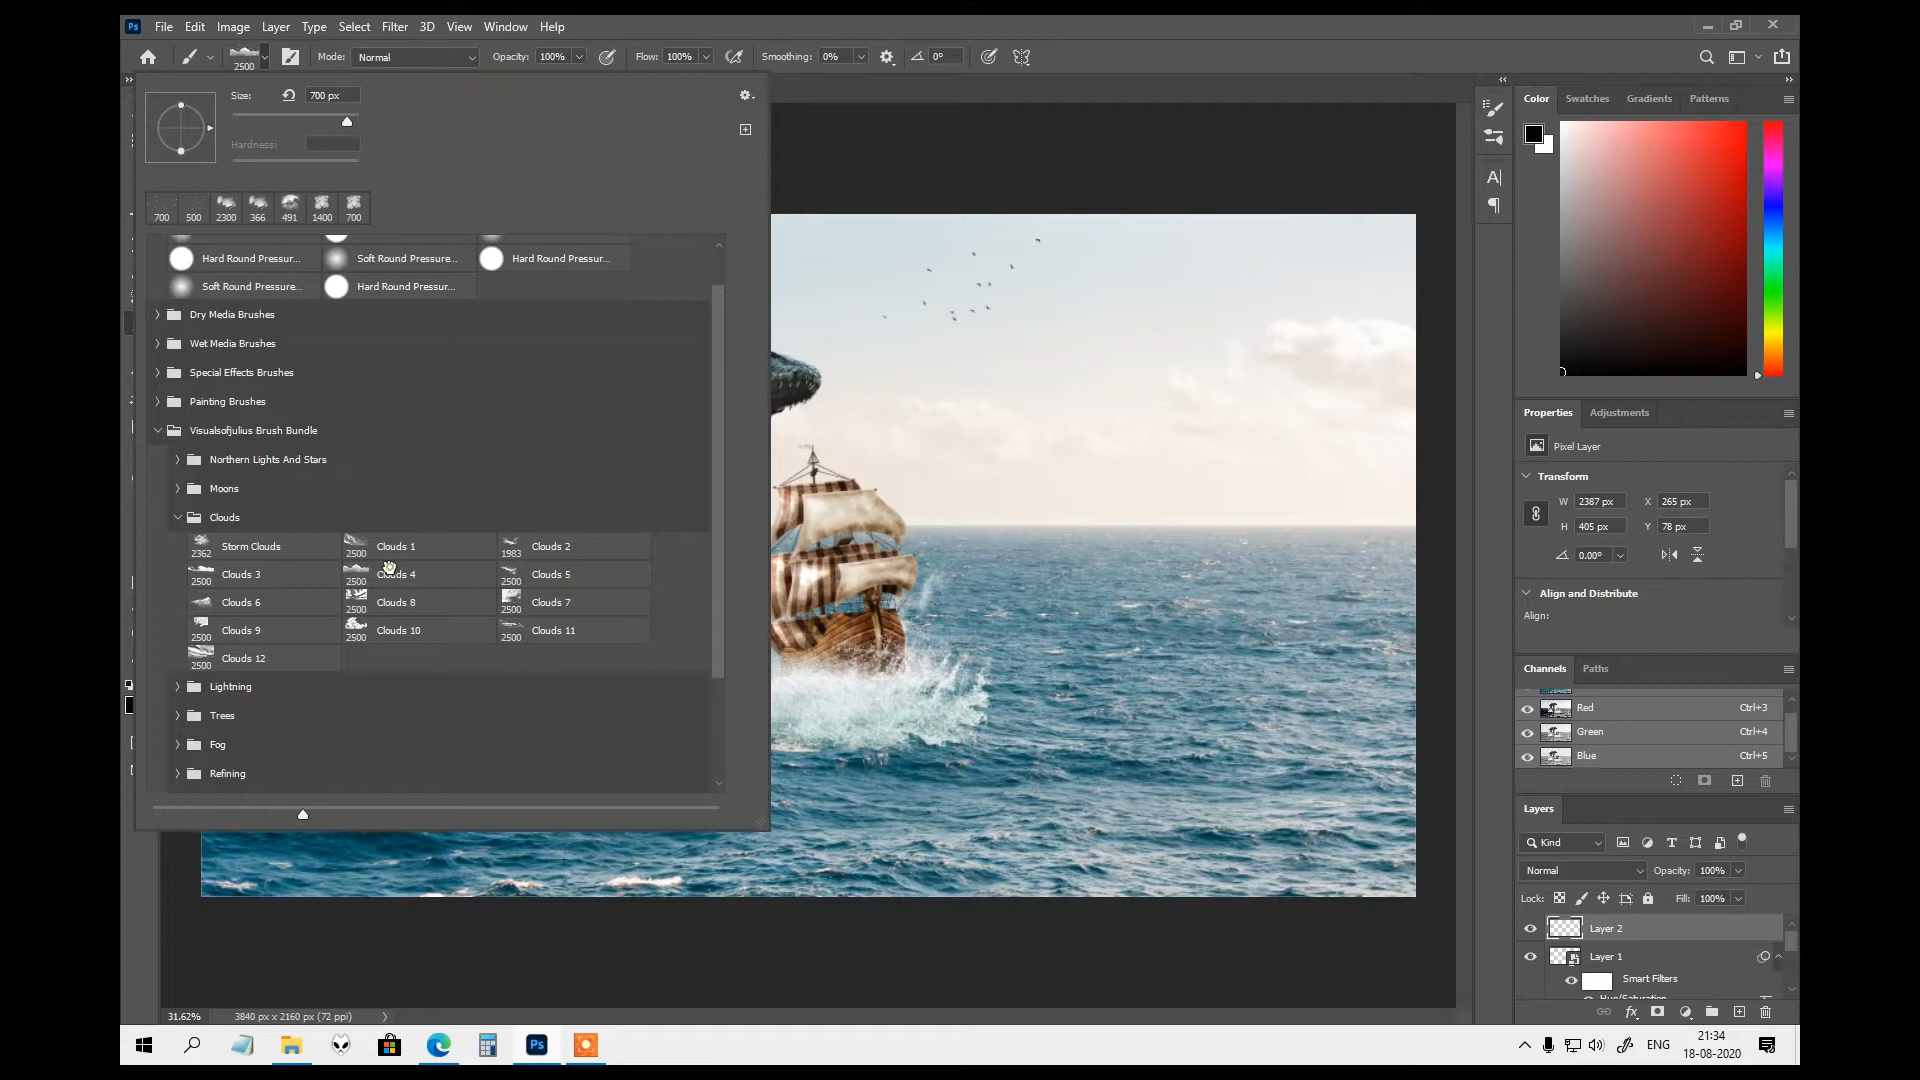 Ps File Edit Image Layer Type Select Filter 3D View Window Help
2500 Mode: Normal Opacity: 100% Flow: 100% Smoothing: 0% 0°
Size: 700 px
Hardness:
700 500 2300 366 491 1400 700
Hard Round Pressur... Soft Round Pressure... Hard Round Pressur...
Soft Round Pressure... Hard Round Pressur...
Dry Media Brushes
Wet Media Brushes
Special Effects Brushes
Painting Brushes
Visualsofjulius Brush Bundle
Northern Lights And Stars
Moons
Clouds
2362 Storm Clouds 2500 Clouds 1 1983 Clouds 2
2500 Clouds 3 2500 Clouds 4 2500 Clouds 5
Clouds 6 2500 Clouds 8 2500 Clouds 7
2500 Clouds 9 2500 Clouds 10 2500 Clouds 11
2500 Clouds 12
Lightning
Trees
Fog
Refining
Color Swatches Gradients Patterns
Properties Adjustments
Pixel Layer
Transform
W 2387 px X 265 px
H 405 px Y 78 px
0.00°
Align and Distribute
Align:
Channels Paths
Red Ctrl+3
Green Ctrl+4
Blue Ctrl+5
Layers
Kind
Normal Opacity: 100%
Lock: Fill: 100%
Layer 2
Layer 1
Smart Filters
Hue/Saturation
fx
31.62% 3840 px x 2160 px (72 ppi)
Ps ENG 21:34
18-08-2020